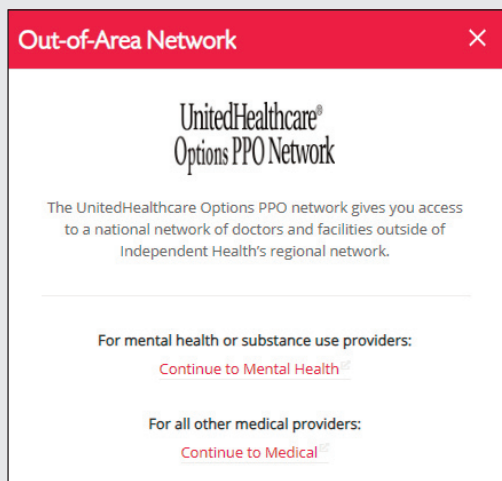 Out-of-Area Network
UnitedHealthcare®
Options PPO Network
The UnitedHealthcare Options PPO network gives you access
to a national network of doctors and facilities outside of
Independent Health's regional network.
For mental health or substance use providers:
Continue to Mental Health
For all other medical providers:
Continue to Medical